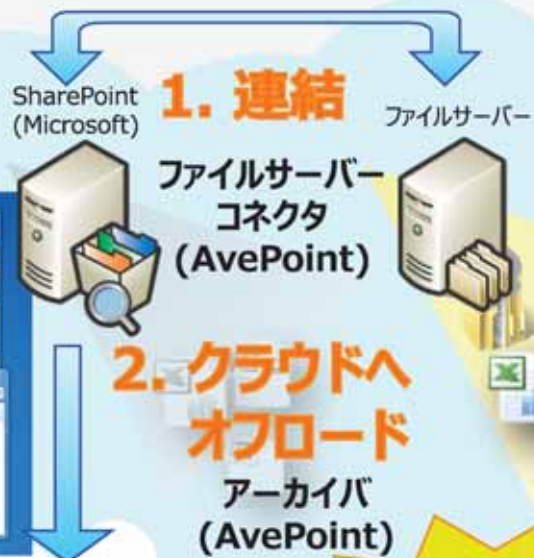 SharePoint
(Microsoft)
1. 連結
ファイルサーバー
ファイルサーバー
コネクタ
(AvePoint)
2. クラウドへ
オフロード
アーカイバ
(AvePoint)